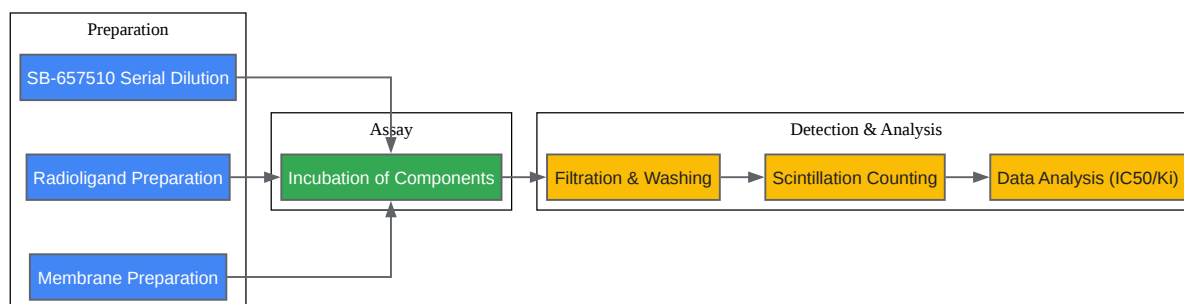 Preparation
SB-657510 Serial Dilution
Radioligand Preparation
Membrane Preparation
Assay
Incubation of Components
Detection & Analysis
Filtration & Washing
Scintillation Counting
Data Analysis (IC50/Ki)